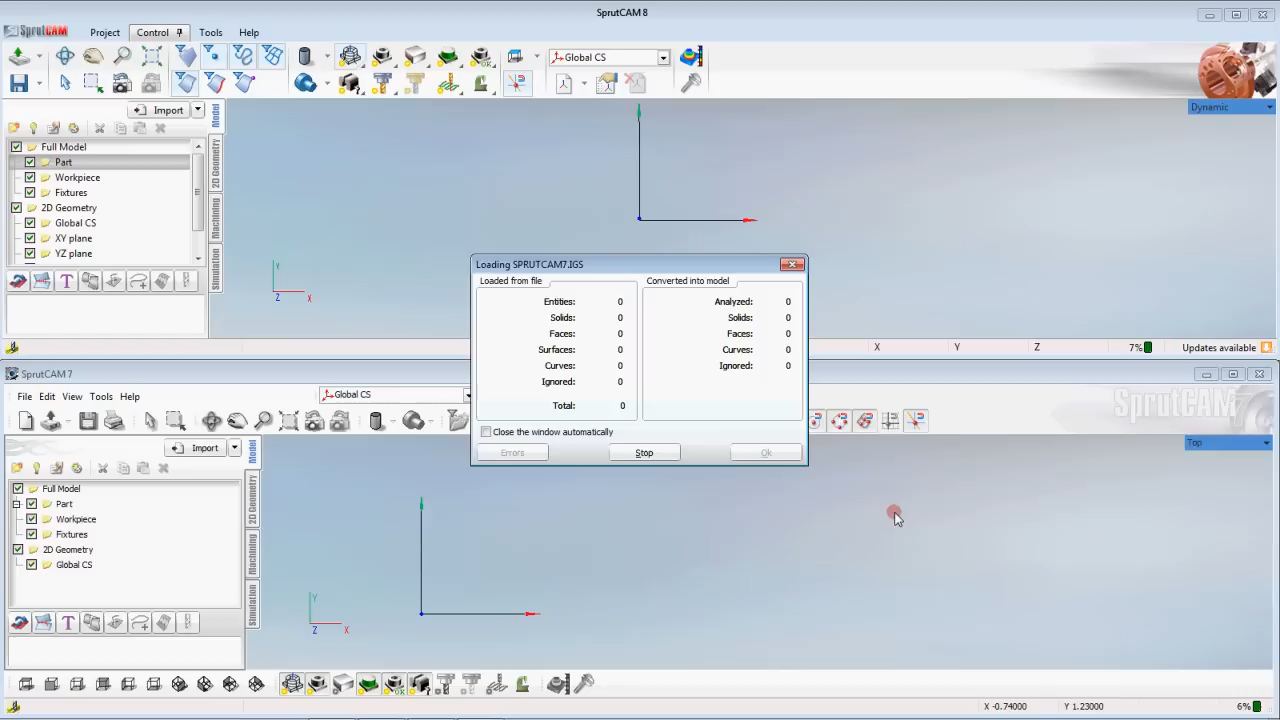 SprutCAM 8
SprutCAM Project Control Tools Help
Global CS
Import
Dynamic
Full Model
Part
Workpiece
Fixtures
2D Geometry
Global CS
XY plane
YZ plane
Model
2D Geometry
Machining
Simulation
Y
Z X
Loading SPRUTCAM7.IGS
Loaded from file
Entities: 0
Solids: 0
Faces: 0
Surfaces: 0
Curves: 0
Ignored: 0
Total: 0
Converted into model
Analyzed: 0
Solids: 0
Faces: 0
Curves: 0
Ignored: 0
Close the window automatically
Errors Stop Ok
X Y Z 7% Updates available
SprutCAM 7
File Edit View Tools Help
Global CS
SprutCAM 7
Import
Top
Full Model
Part
Workpiece
Fixtures
2D Geometry
Global CS
Model
2D Geometry
Machining
Simulation
Y
Z X
X -0.74000 Y 1.23000 6%